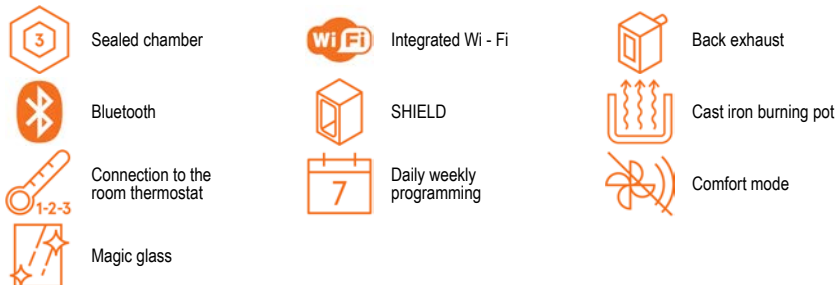 3
Sealed chamber
Wi Fi
Integrated Wi - Fi
Back exhaust
Bluetooth
SHIELD
Cast iron burning pot
1-2-3
Connection to the
room thermostat
7
Daily weekly
programming
Comfort mode
Magic glass